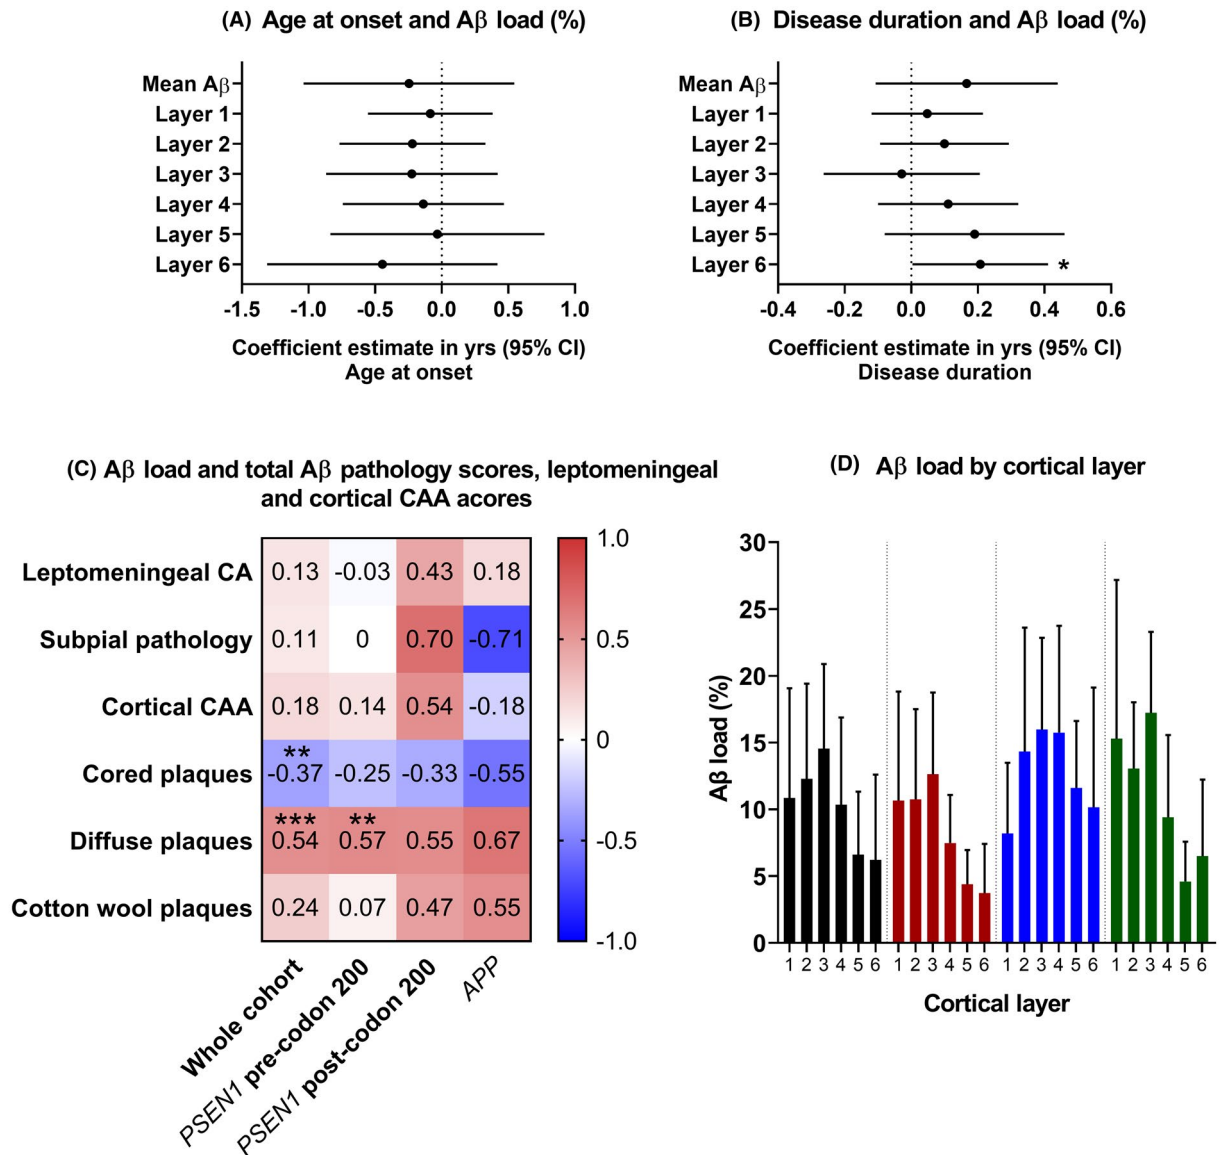 (A) Age at onset and Aβ load (%)
Mean Aβ
Layer 1
Layer 2
Layer 3
Layer 4
Layer 5
Layer 6
-1.5 -1.0 -0.5 0.0 0.5 1.0
Coefficient estimate in yrs (95% CI)
Age at onset
(B) Disease duration and Aβ load (%)
Mean Aβ
Layer 1
Layer 2
Layer 3
Layer 4
Layer 5
Layer 6 *
-0.4 -0.2 0.0 0.2 0.4 0.6
Coefficient estimate in yrs (95% CI)
Disease duration
(C) Aβ load and total Aβ pathology scores, leptomeningeal
and cortical CAA acores
Leptomeningeal CA 0.13 -0.03 0.43 0.18
Subpial pathology 0.11 0 0.70 -0.71
Cortical CAA 0.18 0.14 0.54 -0.18
**
Cored plaques -0.37 -0.25 -0.33 -0.55
*** **
Diffuse plaques 0.54 0.57 0.55 0.67
Cotton wool plaques 0.24 0.07 0.47 0.55
Whole cohort
PSEN1 pre-codon 200
PSEN1 post-codon 200
APP
1.0
0.5
0
-0.5
-1.0
(D) Aβ load by cortical layer
Aβ load (%)
30
25
20
15
10
5
0
1 2 3 4 5 6 1 2 3 4 5 6 1 2 3 4 5 6 1 2 3 4 5 6
Cortical layer